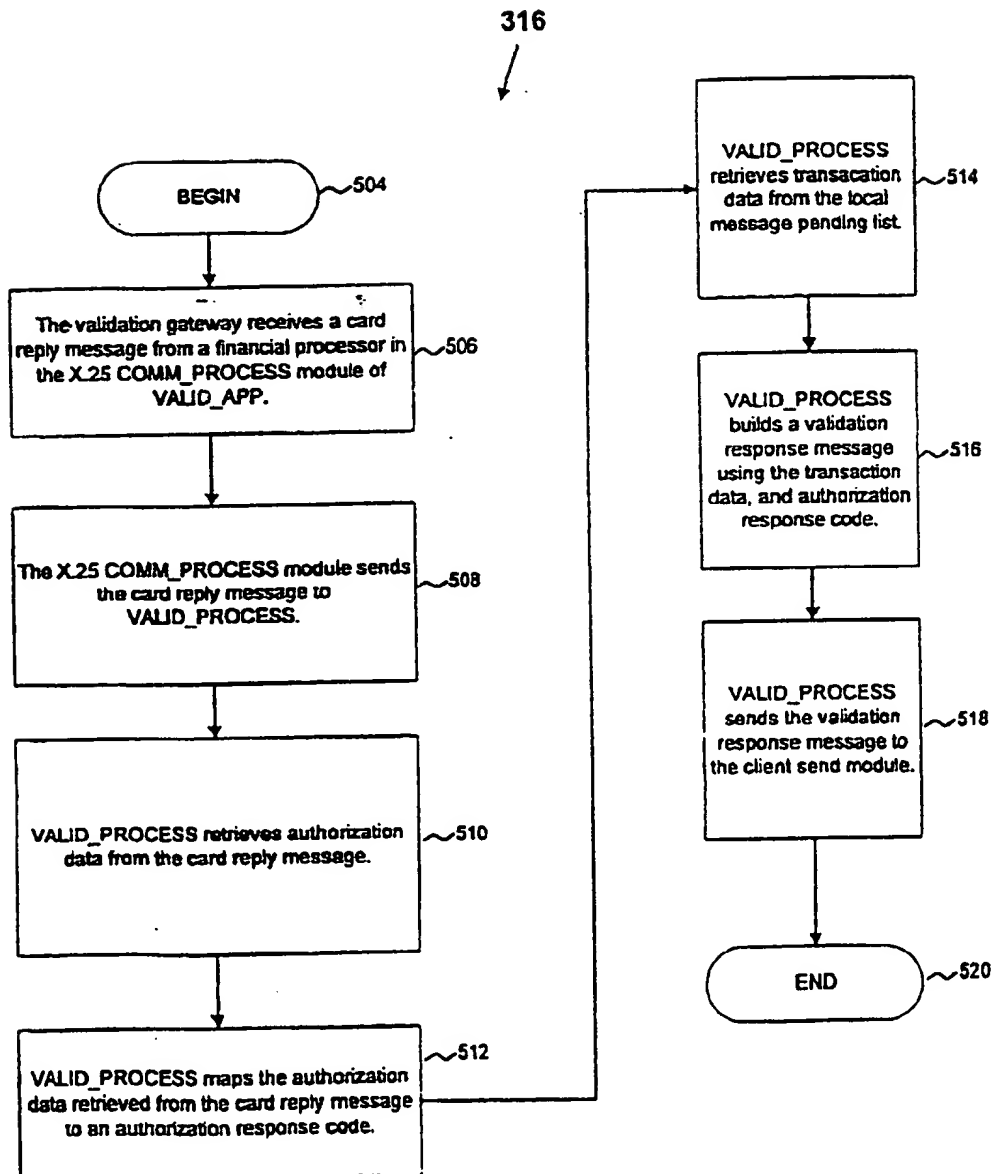 316
BEGIN
504
The validation gateway receives a card
reply message from a financial processor in
the X.25 COMM_PROCESS module of
VALID_APP.
506
The X.25 COMM_PROCESS module sends
the card reply message to
VALID_PROCESS.
508
VALID_PROCESS retrieves authorization
data from the card reply message.
510
VALID_PROCESS maps the authorization
data retrieved from the card reply message
to an authorization response code.
512
VALID_PROCESS
retrieves transacation
data from the local
message pending list.
514
VALID_PROCESS
builds a validation
response message
using the transaction
data, and authorization
response code.
516
VALID_PROCESS
sends the validation
response message to
the client send module.
518
END
520